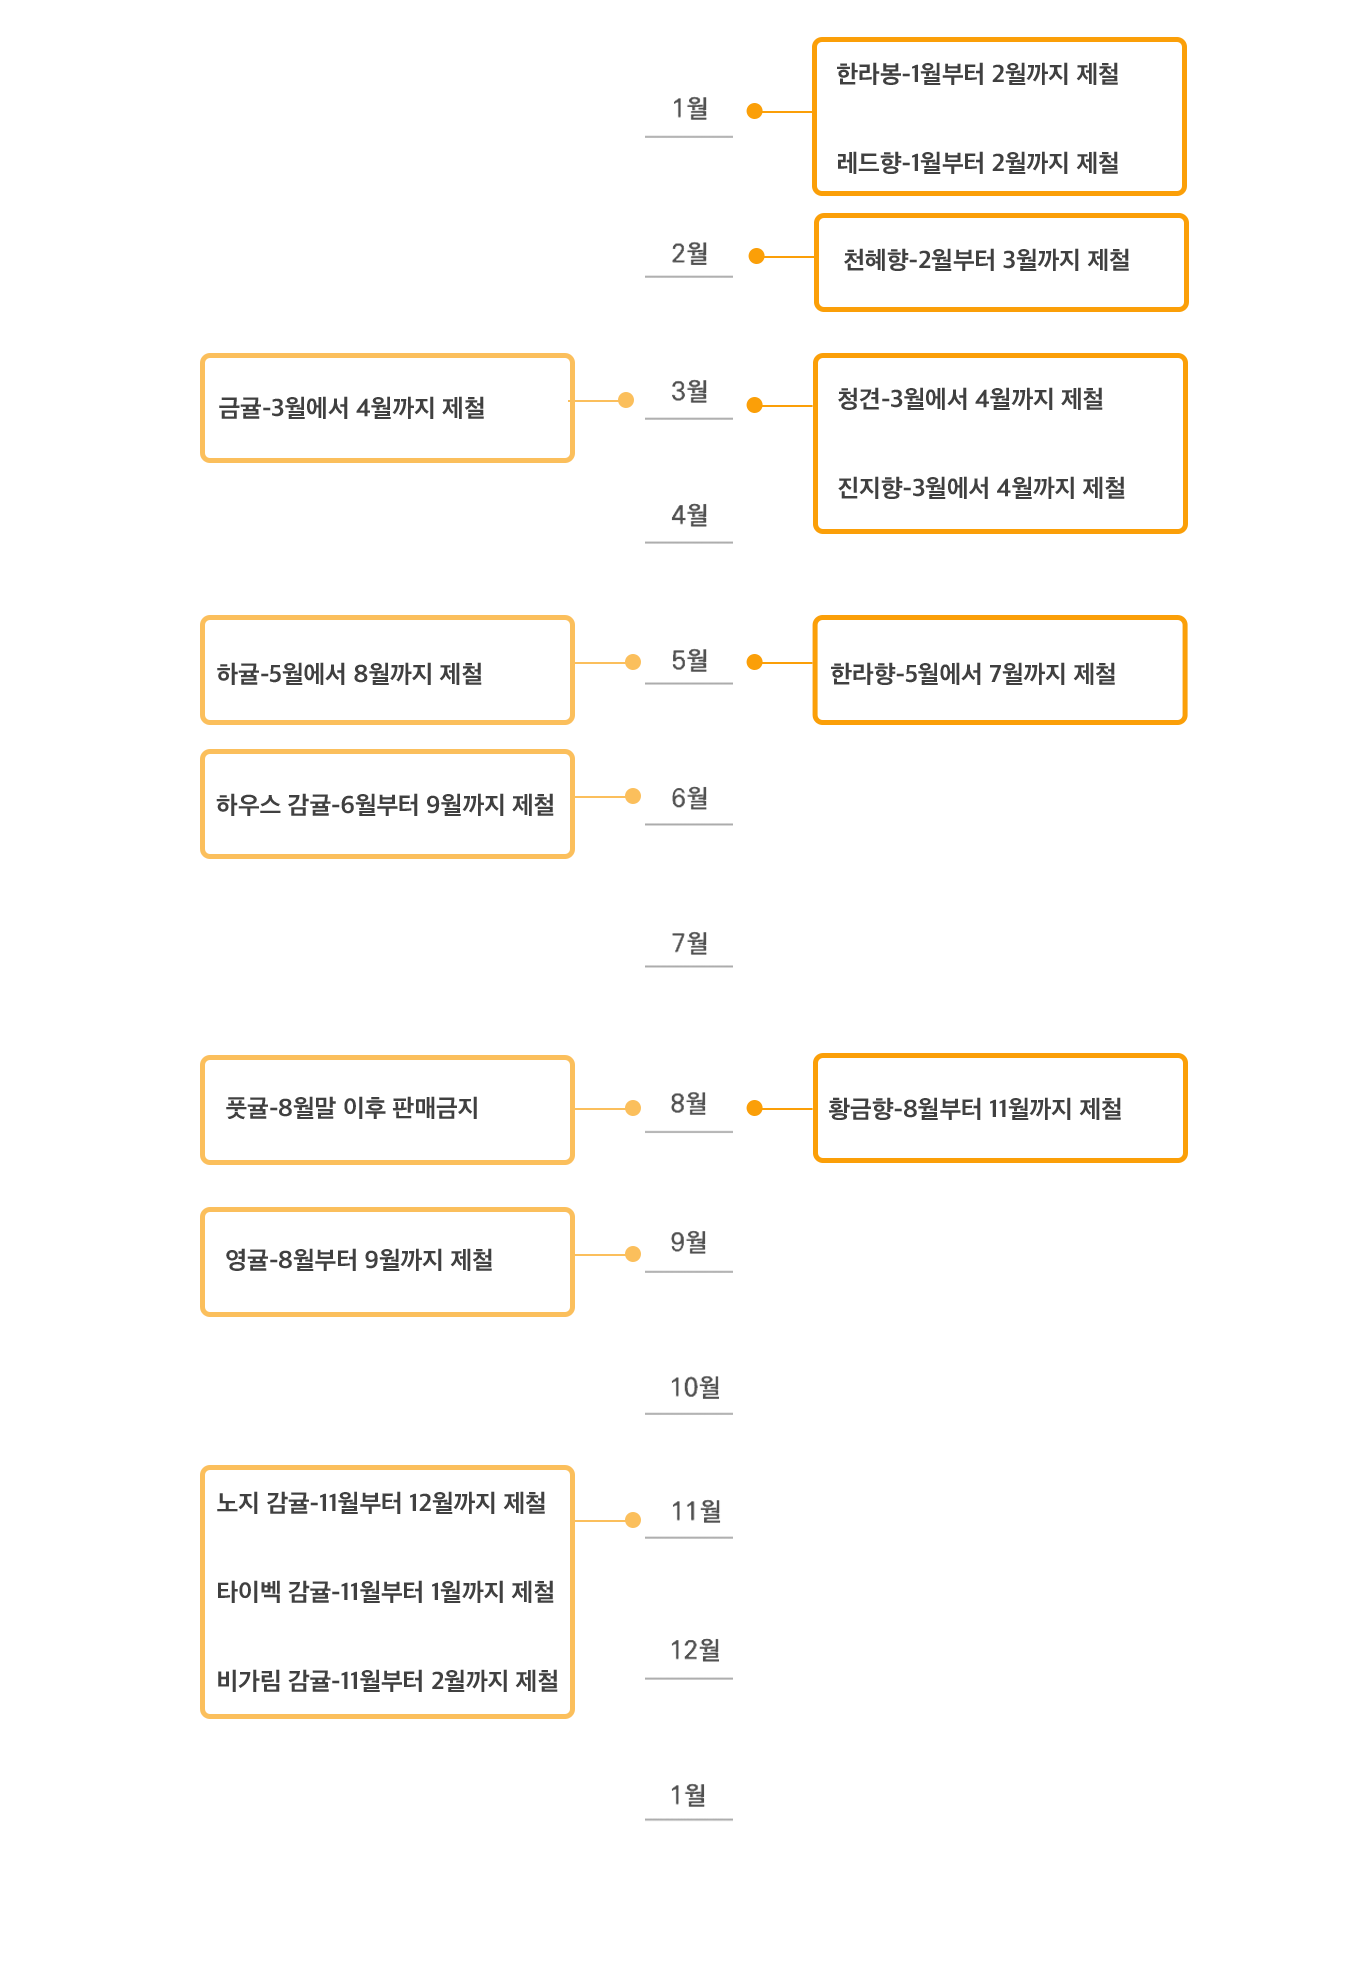 1월
한라봉-1월부터 2월까지 제철
레드향-1월부터 2월까지 제철
2월
천혜향-2월부터 3월까지 제철
금귤-3월에서 4월까지 제철
3월
청견-3월에서 4월까지 제철
진지향-3월에서 4월까지 제철
4월
하귤-5월에서 8월까지 제철
5월
한라향-5월에서 7월까지 제철
하우스 감귤-6월부터 9월까지 제철
6월
7월
풋귤-8월말 이후 판매금지
8월
황금향-8월부터 11월까지 제철
영귤-8월부터 9월까지 제철
9월
10월
노지 감귤-11월부터 12월까지 제철
타이벡 감귤-11월부터 1월까지 제철
비가림 감귤-11월부터 2월까지 제철
11월
12월
1월